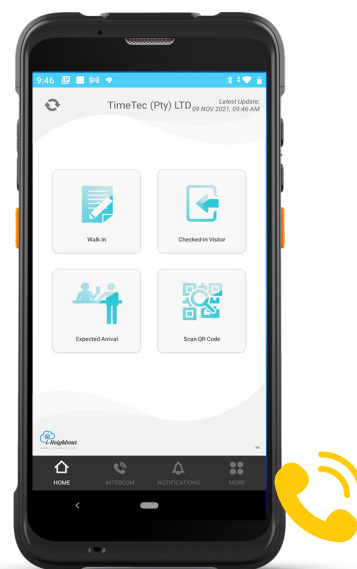 9:46
TimeTec (Pty) LTD
Latest Update:
09 NOV 2021, 09:46 AM
Walk In
Checked-In Visitor
Expected Arrival
Scan QR Code
i-Neighbour
HOME
INTERCOM
NOTIFICATIONS
MORE